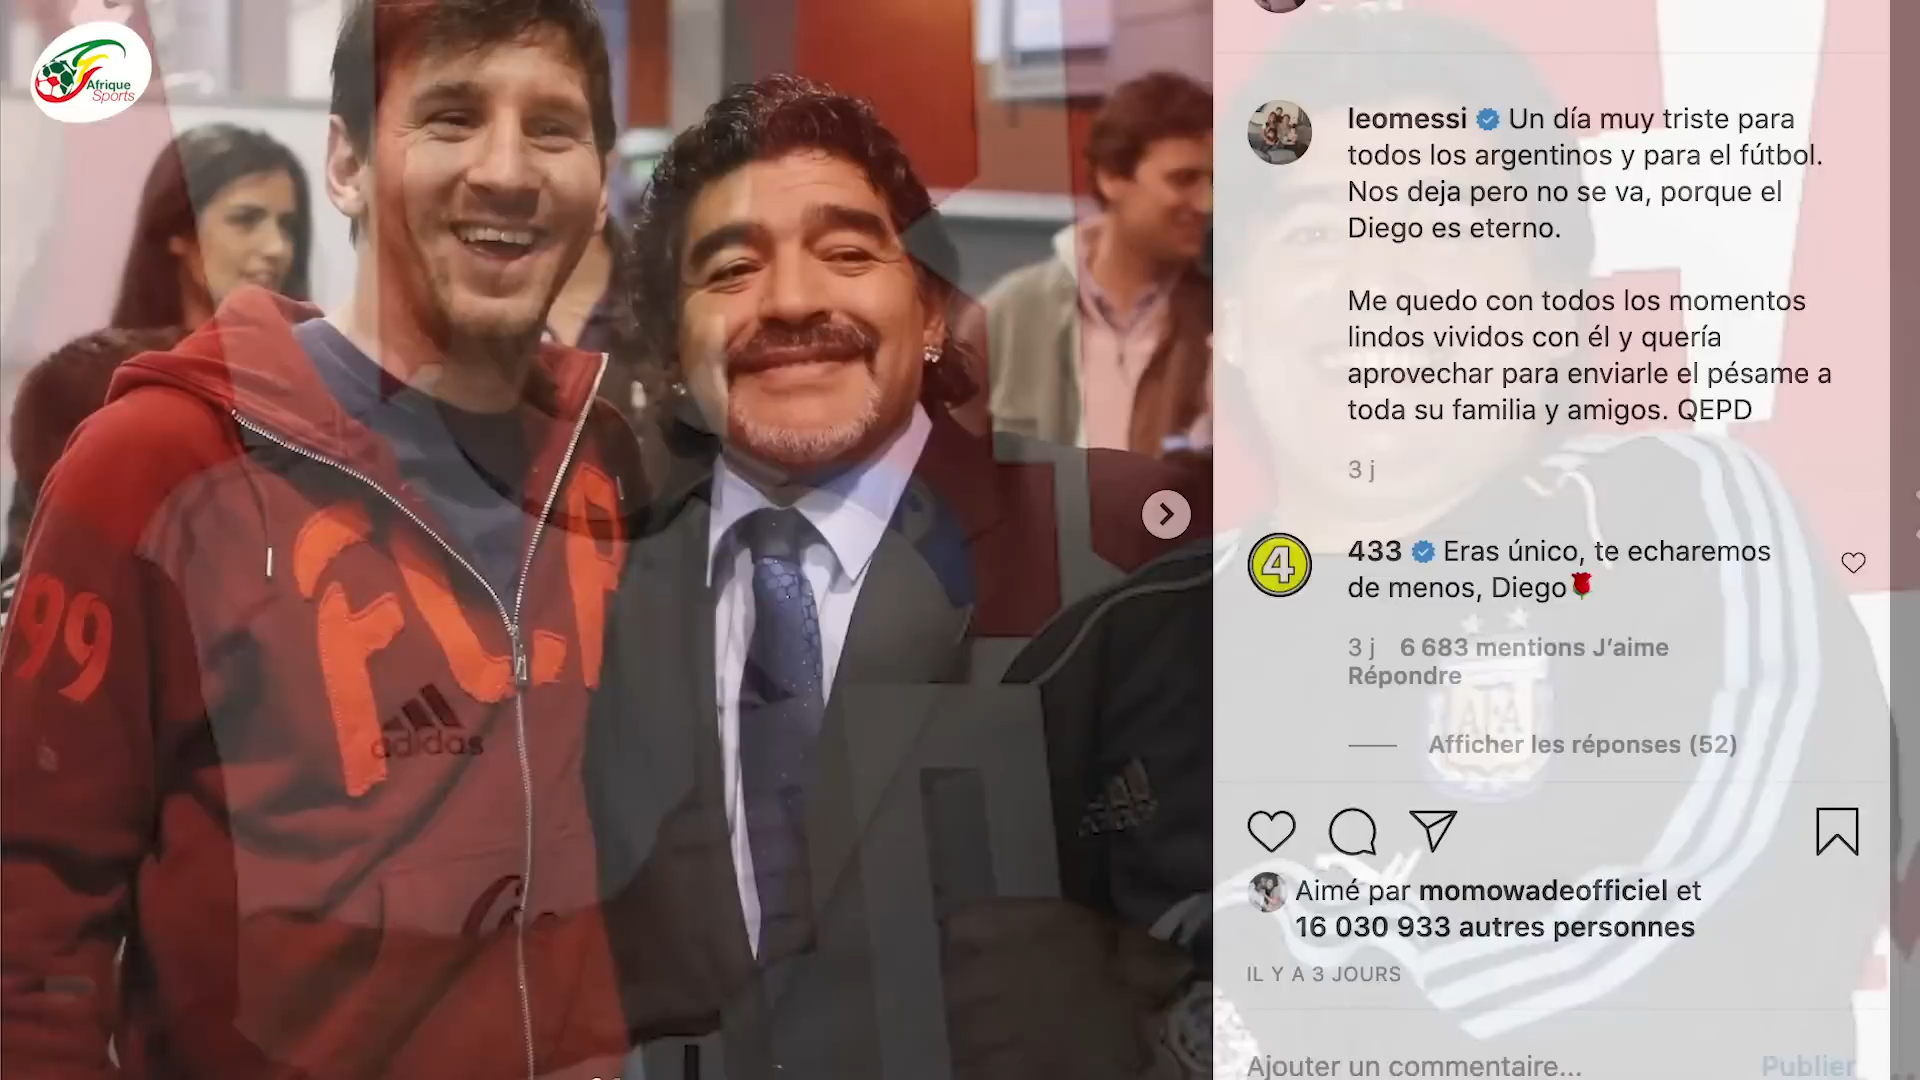 Afrique
Sports
99
adidas
leomessi Un día muy triste para
todos los argentinos y para el fútbol.
Nos deja pero no se va, porque el
Diego es eterno.
Me quedo con todos los momentos
lindos vividos con él y quería
aprovechar para enviarle el pésame a
toda su familia y amigos. QEPD
3 j
4
433 Eras único, te echaremos
de menos, Diego🌹
3 j 6 683 mentions J’aime
Répondre
Afficher les réponses (52)
AFA
Aimé par momowadeofficiel et
16 030 933 autres personnes
IL Y A 3 JOURS
Ajouter un commentaire...
Publier